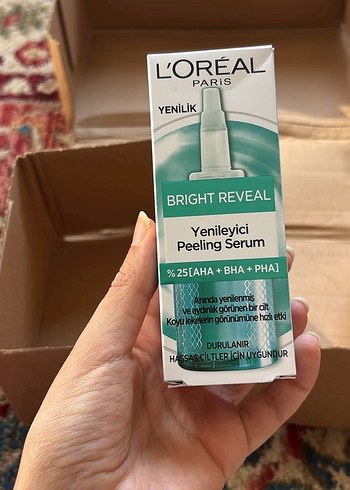 L'ORÉAL
PARIS
YENİLİK
BRIGHT REVEAL
Yenileyici
Peeling Serum
%25[AHA + BHA + PHA]
Anında yenilenmiş
ve aydınlık görünen bir cilt
Koyu lekelerin görünümüne hızlı etki
DURULANIR
HASSAS CİLTLER İÇİN UYGUNDUR